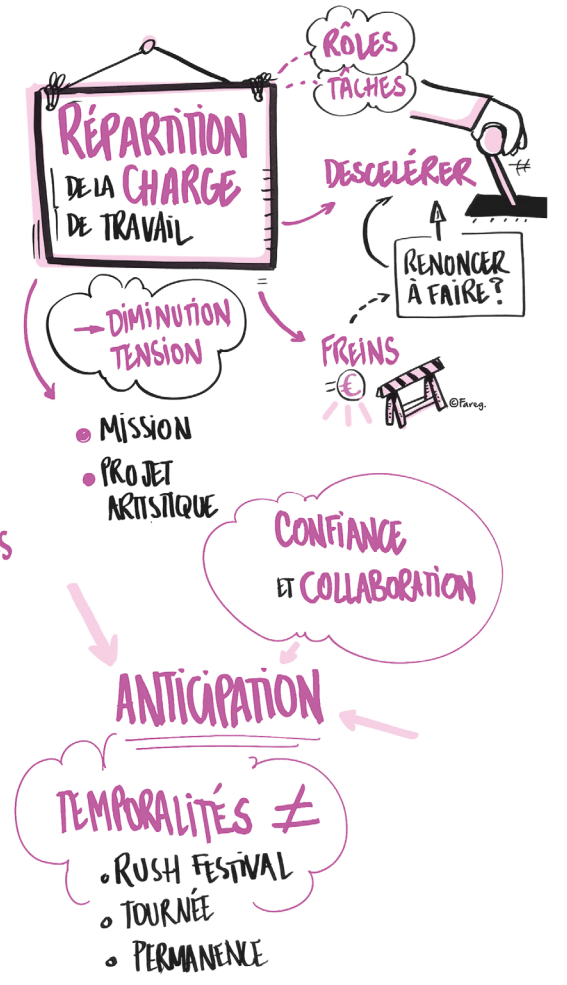 RÔLES
TÂCHES
RÉPARTITION
DE LA CHARGE
DE TRAVAIL
DESCELÉRER
RENONCER
À FAIRE?
→ DIMINUTION
TENSION
FREINS
€
©Fareg.
• MISSION
• PROJET
ARTISTIQUE
S
CONFIANCE
ET COLLABORATION
ANTICIPATION
TEMPORALITÉS ≠
• RUSH FESTIVAL
• TOURNÉE
• PERMANENCE